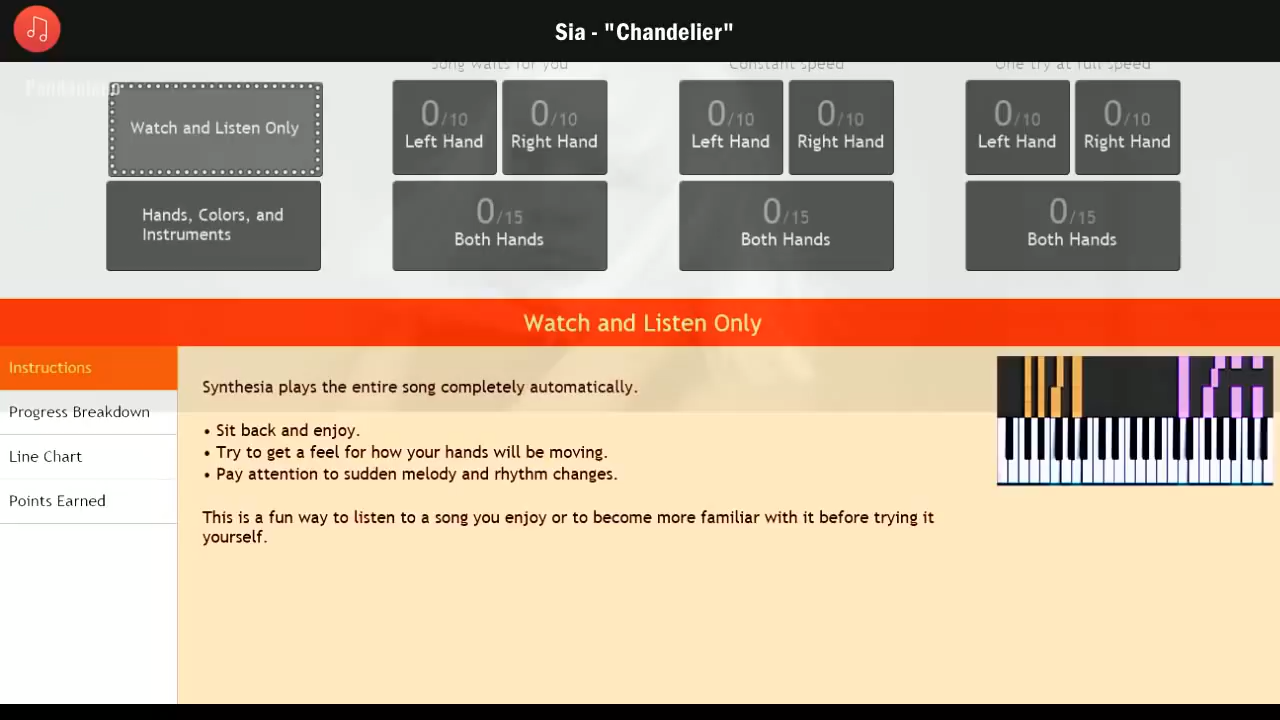 Sia - "Chandelier"
Song waits for you
Constant speed
One try at full speed
Watch and Listen Only
0/10
Left Hand
0/10
Right Hand
0/10
Left Hand
0/10
Right Hand
0/10
Left Hand
0/10
Right Hand
Hands, Colors, and
Instruments
0/15
Both Hands
0/15
Both Hands
0/15
Both Hands
Watch and Listen Only
Instructions
Progress Breakdown
Line Chart
Points Earned
Synthesia plays the entire song completely automatically.
• Sit back and enjoy.
• Try to get a feel for how your hands will be moving.
• Pay attention to sudden melody and rhythm changes.
This is a fun way to listen to a song you enjoy or to become more familiar with it before trying it
yourself.